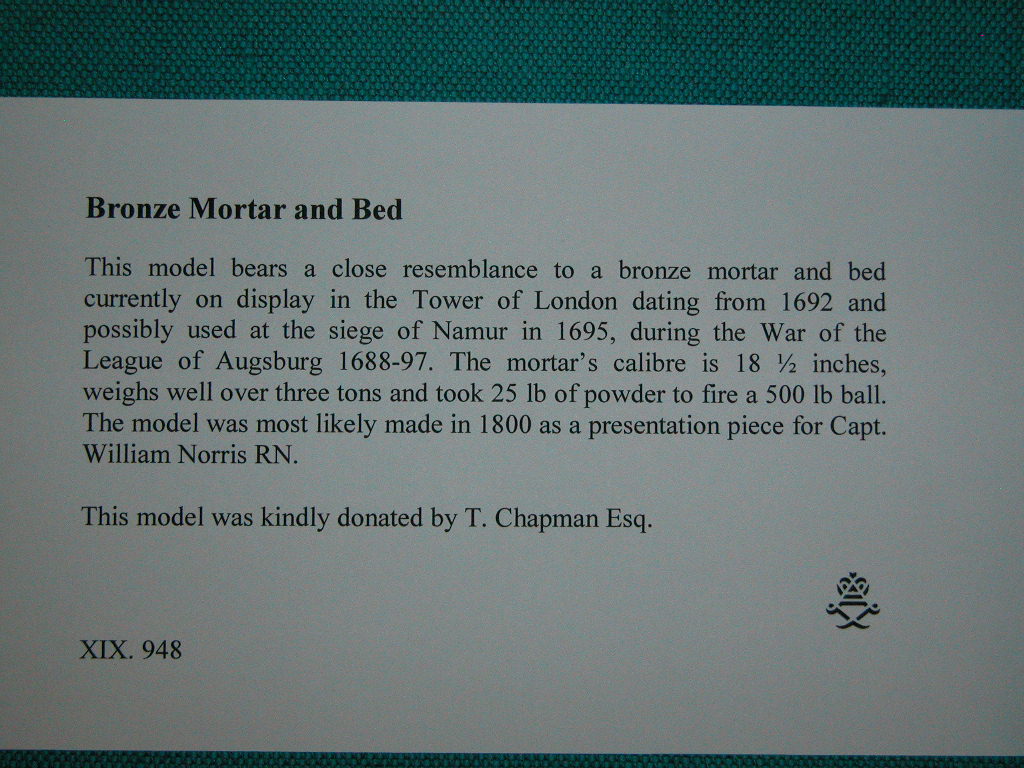 Bronze Mortar and Bed
This model bears a close resemblance to a bronze mortar and bed
currently on display in the Tower of London dating from 1692 and
possibly used at the siege of Namur in 1695, during the War of the
League of Augsburg 1688-97. The mortar's calibre is 18 ½ inches,
weighs well over three tons and took 25 lb of powder to fire a 500 lb ball.
The model was most likely made in 1800 as a presentation piece for Capt.
William Norris RN.
This model was kindly donated by T. Chapman Esq.
XIX. 948